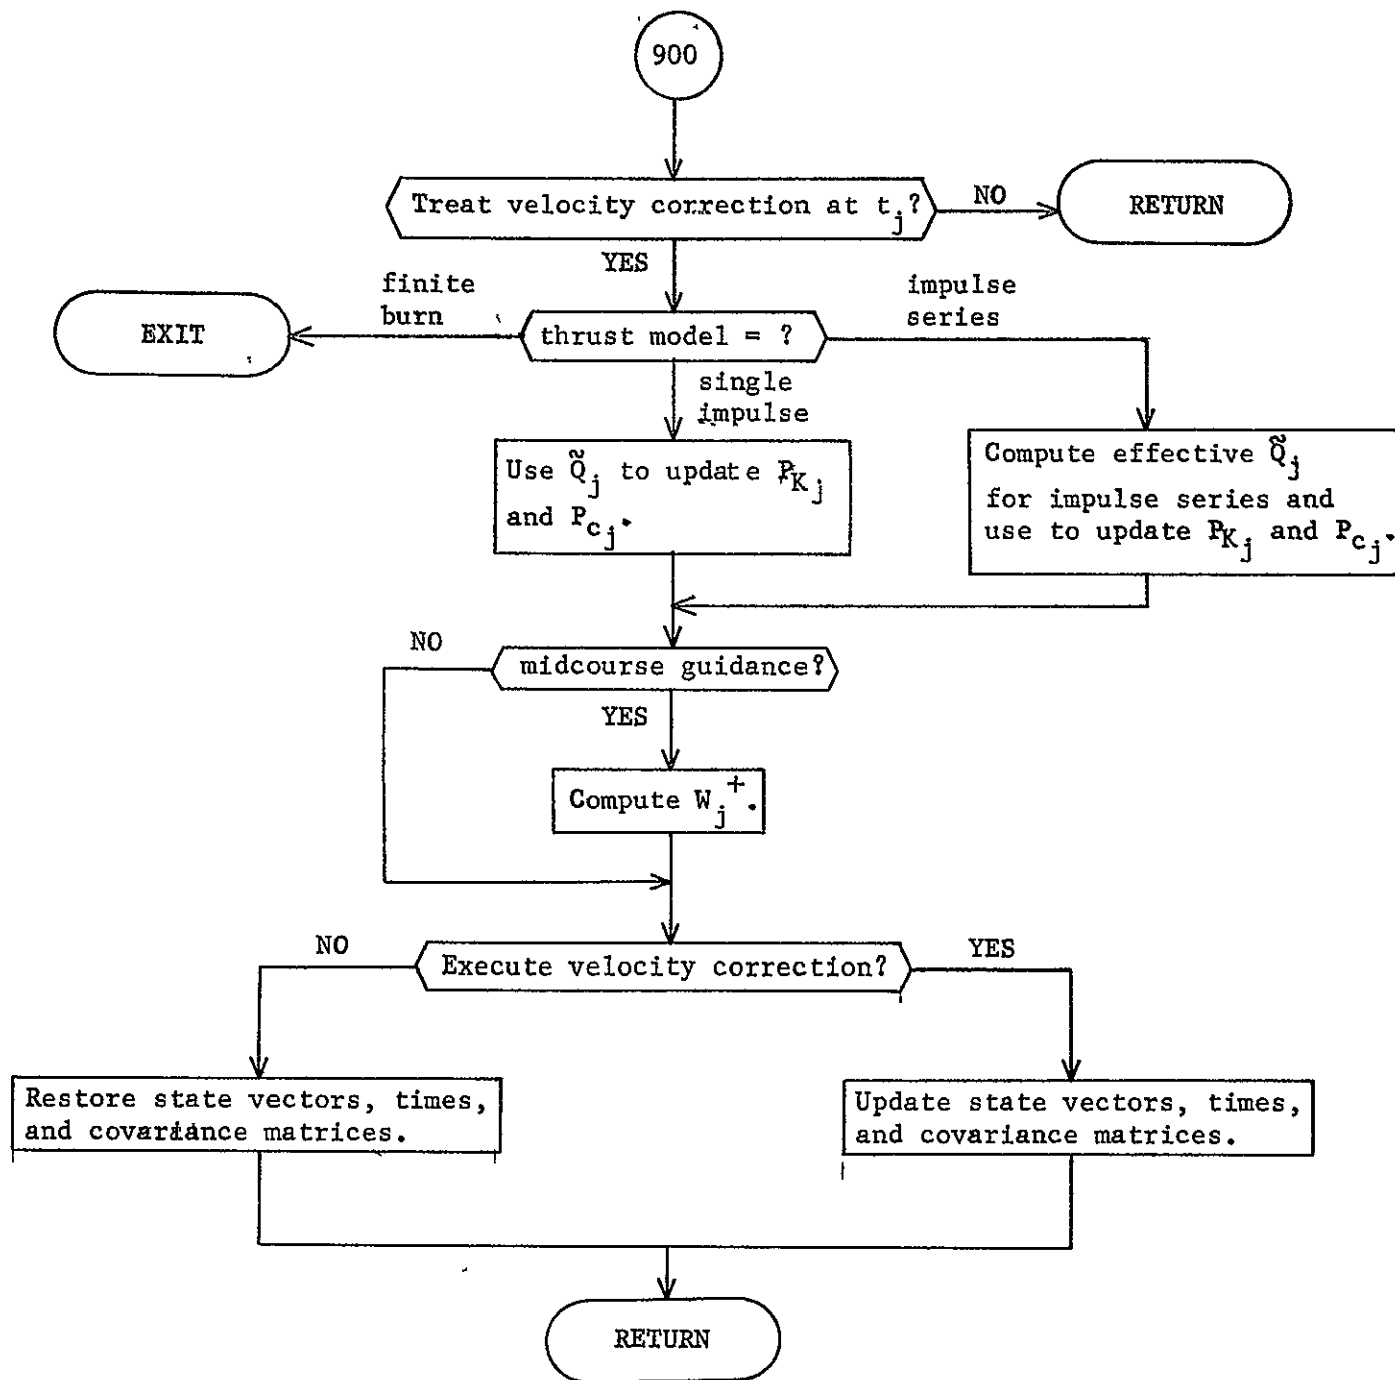 900
Treat velocity correction at t_j?
NO
RETURN
YES
finite
burn
impulse
series
EXIT
thrust model = ?
single
impulse
Use Q̃_j to update P_K_j
and P_c_j.
Compute effective Q̃_j
for impulse series and
use to update P_K_j and P_c_j.
NO
midcourse guidance?
YES
Compute W_j^+.
NO
Execute velocity correction?
YES
Restore state vectors, times,
and covariance matrices.
Update state vectors, times,
and covariance matrices.
RETURN